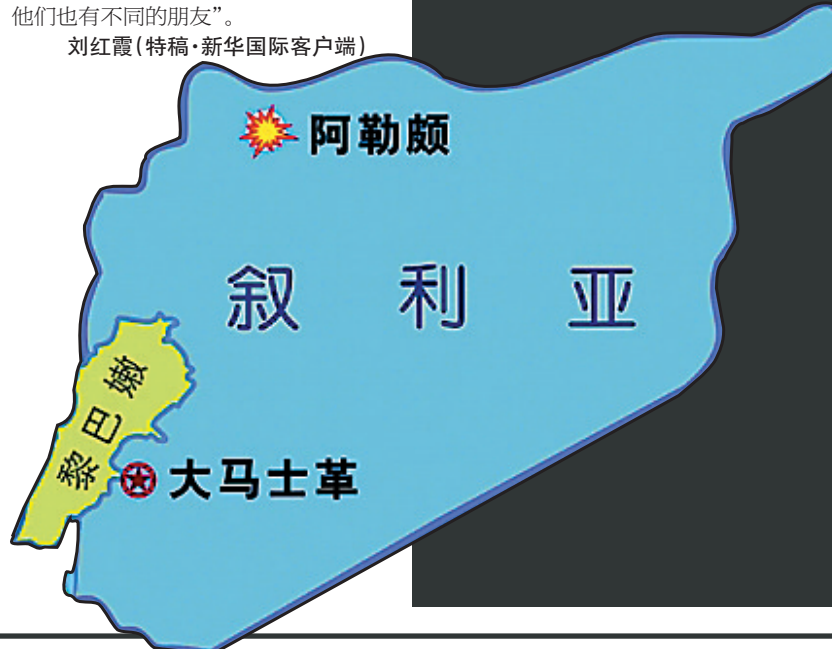 他们也有不同的朋友”。
刘红霞(特稿·新华国际客户端)
阿勒颇
叙利亚
黎巴嫩
大马士革